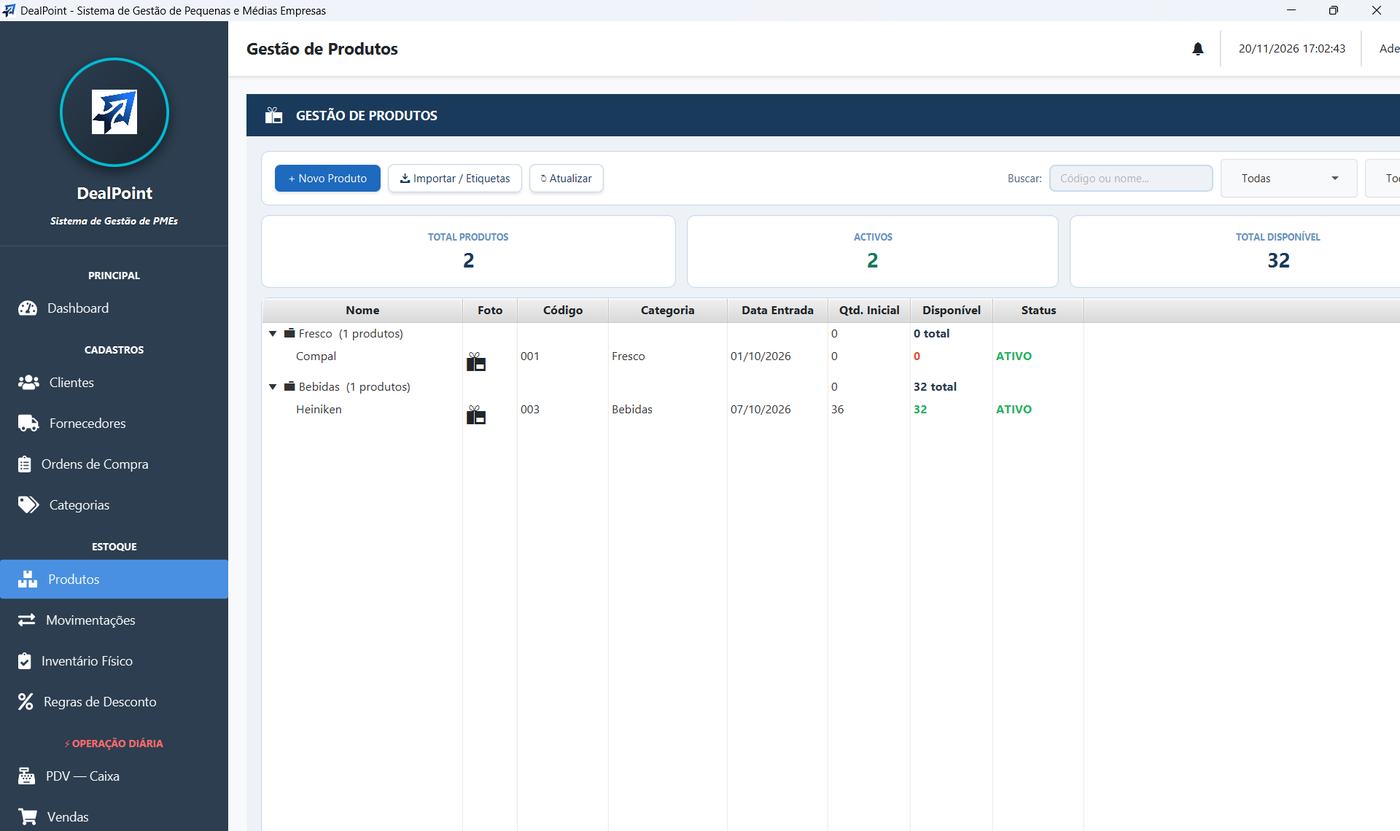 DealPoint - Sistema de Gestão de Pequenas e Médias Empresas
DealPoint
Sistema de Gestão de PMEs
PRINCIPAL
Dashboard
CADASTROS
Clientes
Fornecedores
Ordens de Compra
Categorias
ESTOQUE
Produtos
Movimentações
Inventário Físico
Regras de Desconto
⚡ OPERAÇÃO DIÁRIA
PDV — Caixa
Vendas
Gestão de Produtos
20/11/2026 17:02:43
GESTÃO DE PRODUTOS
+ Novo Produto Importar / Etiquetas Atualizar Buscar: Código ou nome... Todas
TOTAL PRODUTOS ACTIVOS TOTAL DISPONÍVEL
2 2 32
Nome Foto Código Categoria Data Entrada Qtd. Inicial Disponível Status
Fresco (1 produtos) 0 0 total
Compal 001 Fresco 01/10/2026 0 0 ATIVO
Bebidas (1 produtos) 0 32 total
Heiniken 003 Bebidas 07/10/2026 36 32 ATIVO